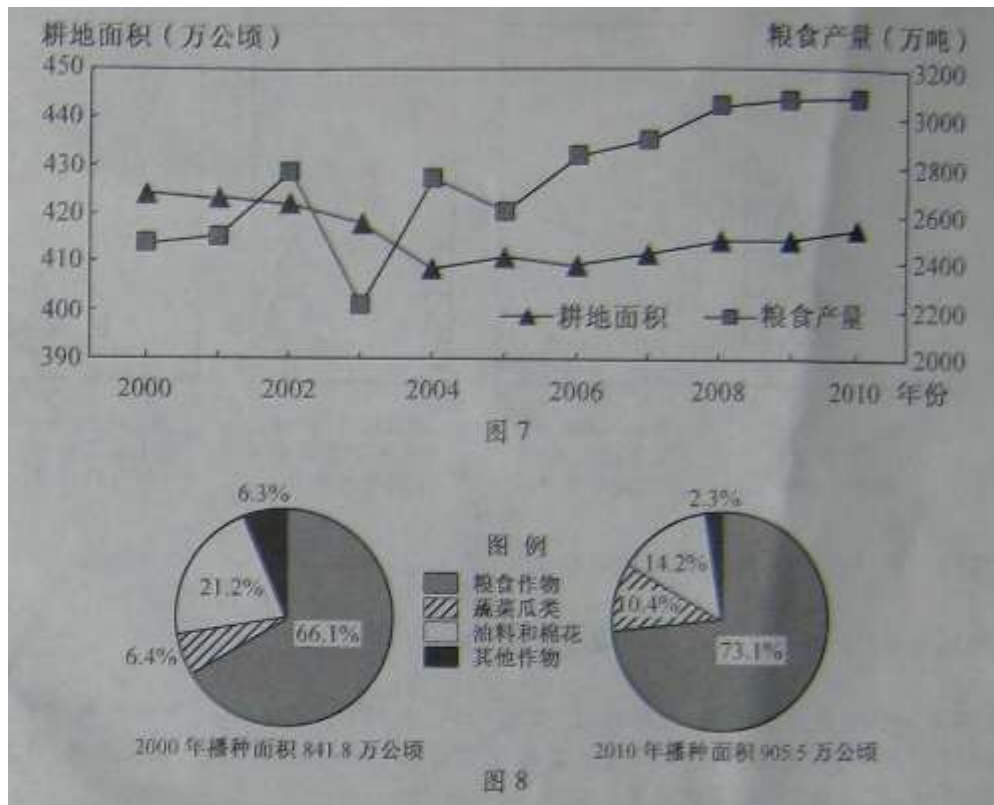 耕地面积（万公顷） 粮食产量（万吨）
450 3200
440 3000
430 2800
420 2600
410 2400
400 2200
390 2000
耕地面积 粮食产量
2000 2002 2004 2006 2008 2010 年份
图 7
6.3%
21.2%
6.4%
66.1%
图 例
粮食作物
蔬菜瓜类
油料和棉花
其他作物
2.3%
14.2%
10.4%
73.1%
2000 年播种面积 841.8 万公顷
2010 年播种面积 905.5 万公顷
图 8